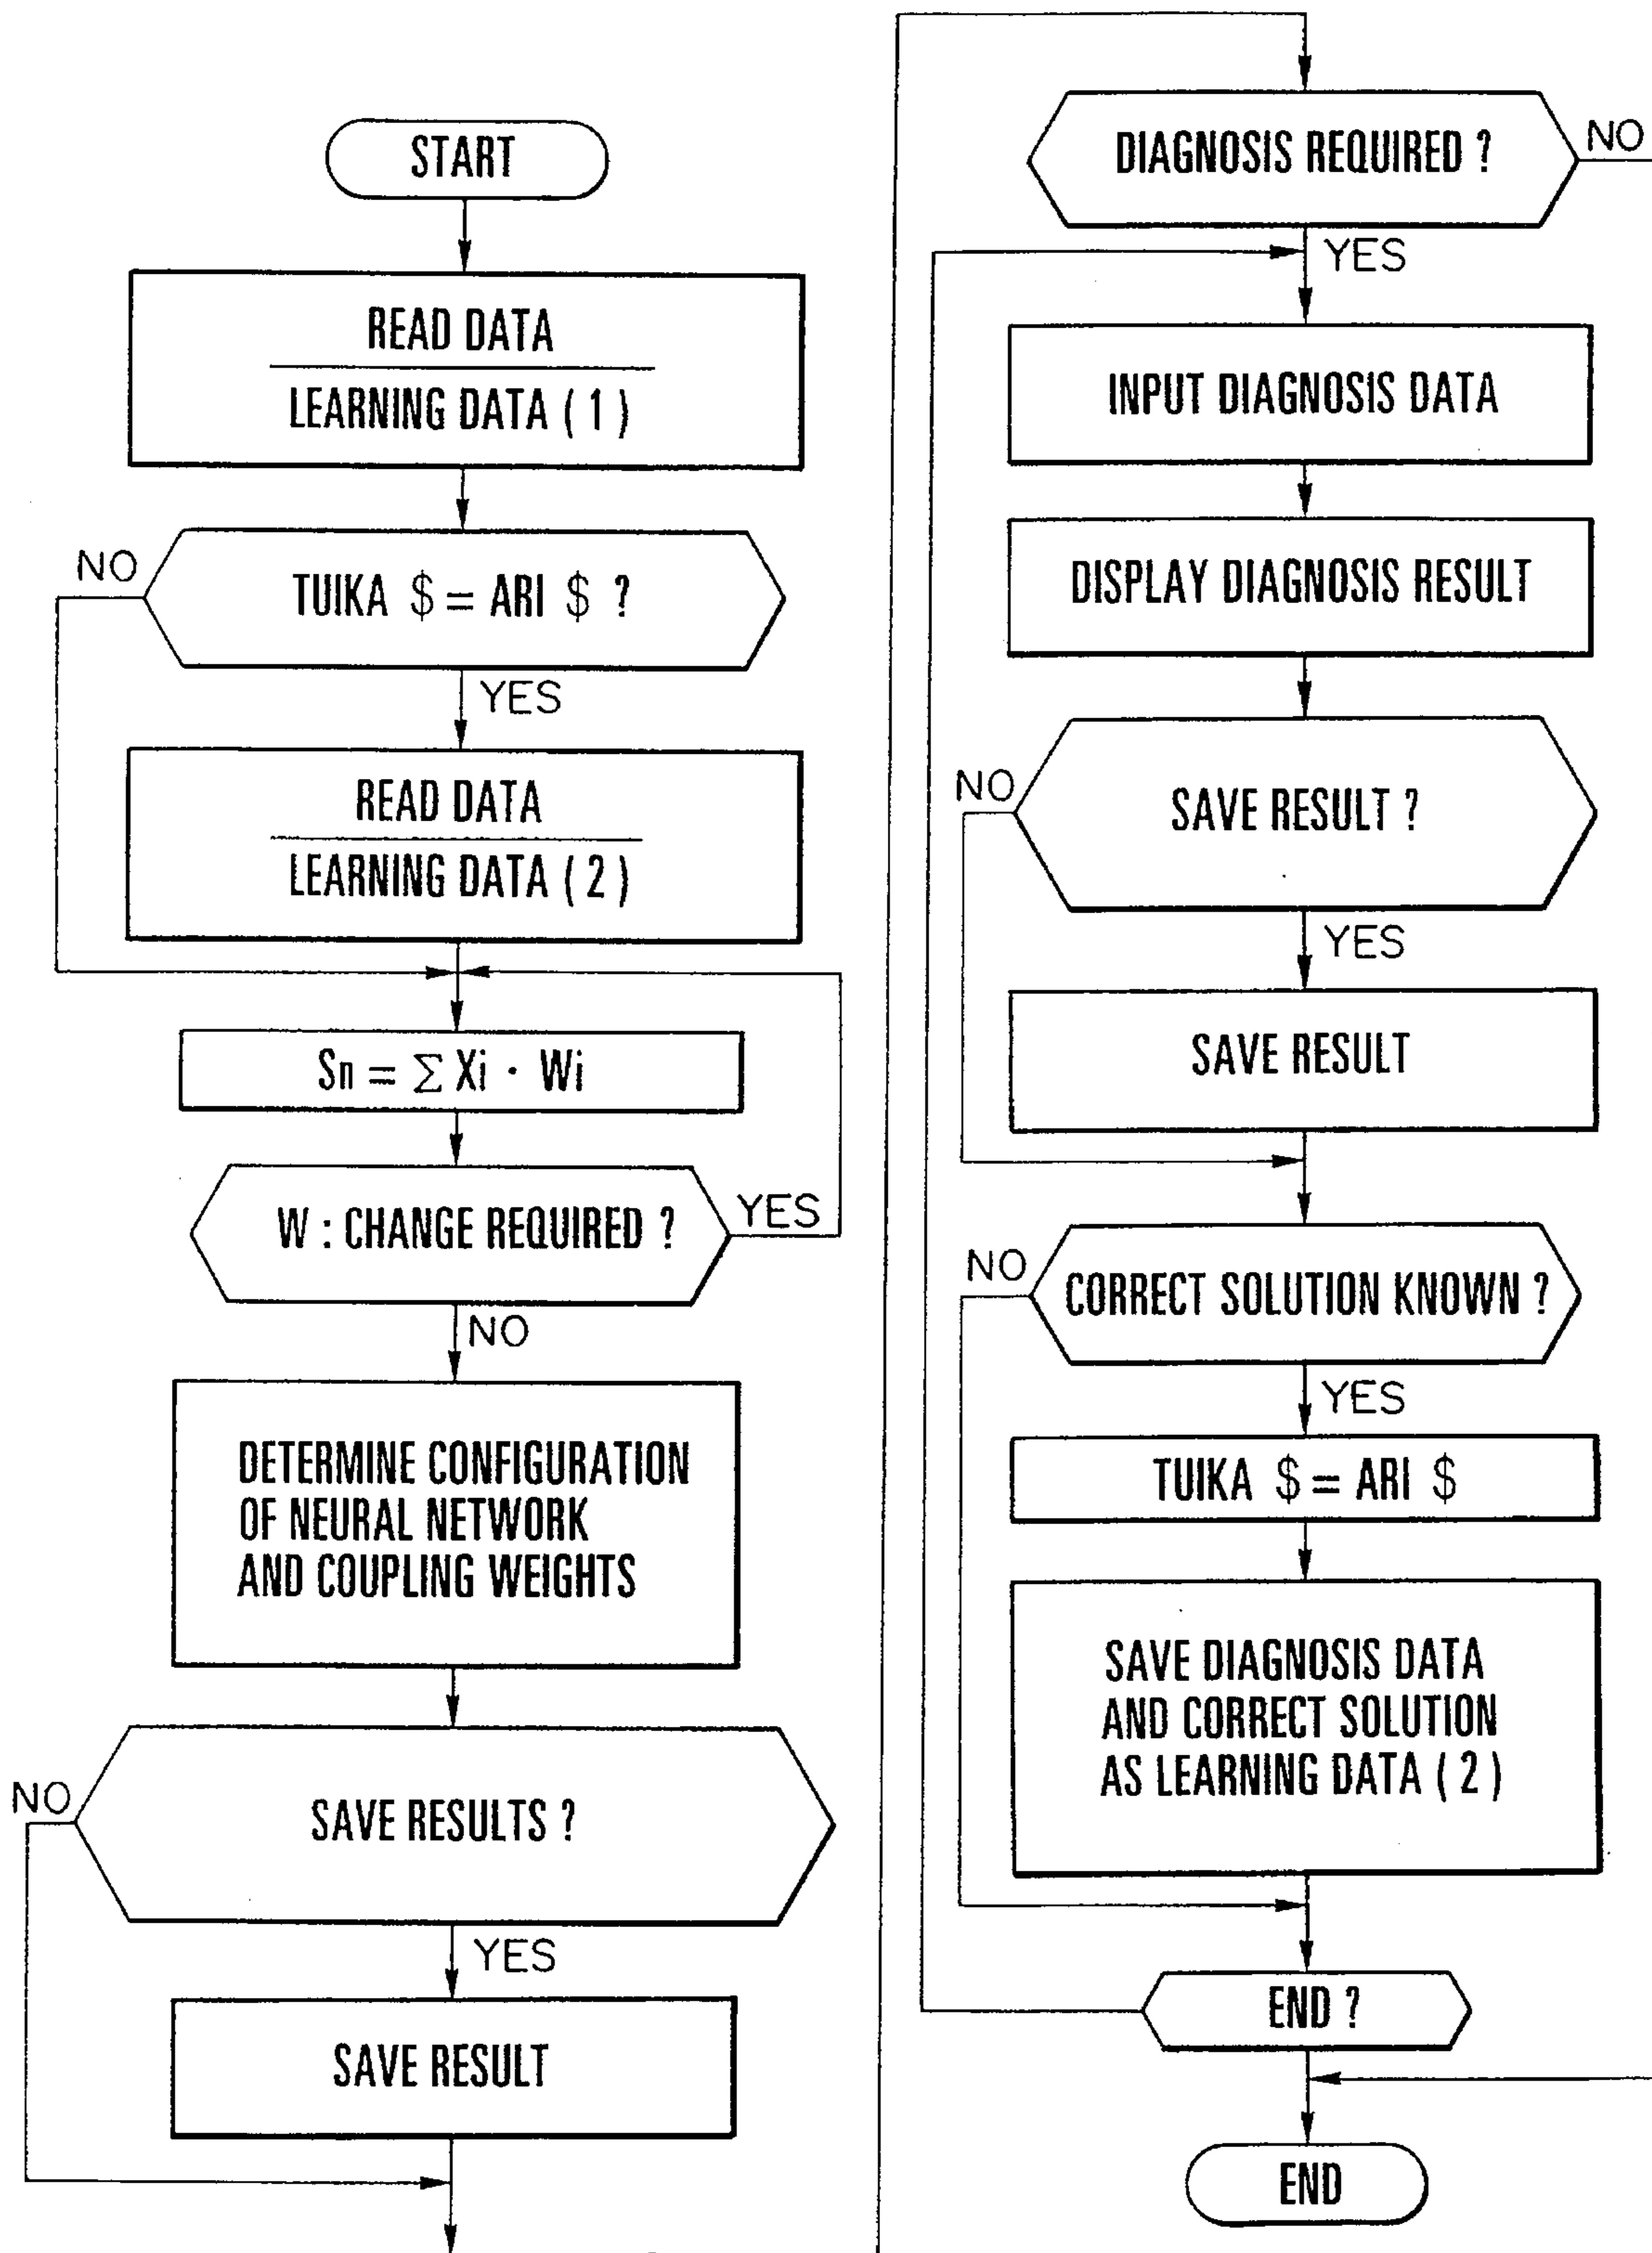 START
READ DATA
LEARNING DATA ( 1 )
NO
TUIKA $ = ARI $ ?
YES
READ DATA
LEARNING DATA ( 2 )
Sn = Σ Xi · Wi
W : CHANGE REQUIRED ?
YES
NO
DETERMINE CONFIGURATION
OF NEURAL NETWORK
AND COUPLING WEIGHTS
NO
SAVE RESULTS ?
YES
SAVE RESULT
DIAGNOSIS REQUIRED ?
NO
YES
INPUT DIAGNOSIS DATA
DISPLAY DIAGNOSIS RESULT
NO
SAVE RESULT ?
YES
SAVE RESULT
NO
CORRECT SOLUTION KNOWN ?
YES
TUIKA $ = ARI $
SAVE DIAGNOSIS DATA
AND CORRECT SOLUTION
AS LEARNING DATA ( 2 )
END ?
END